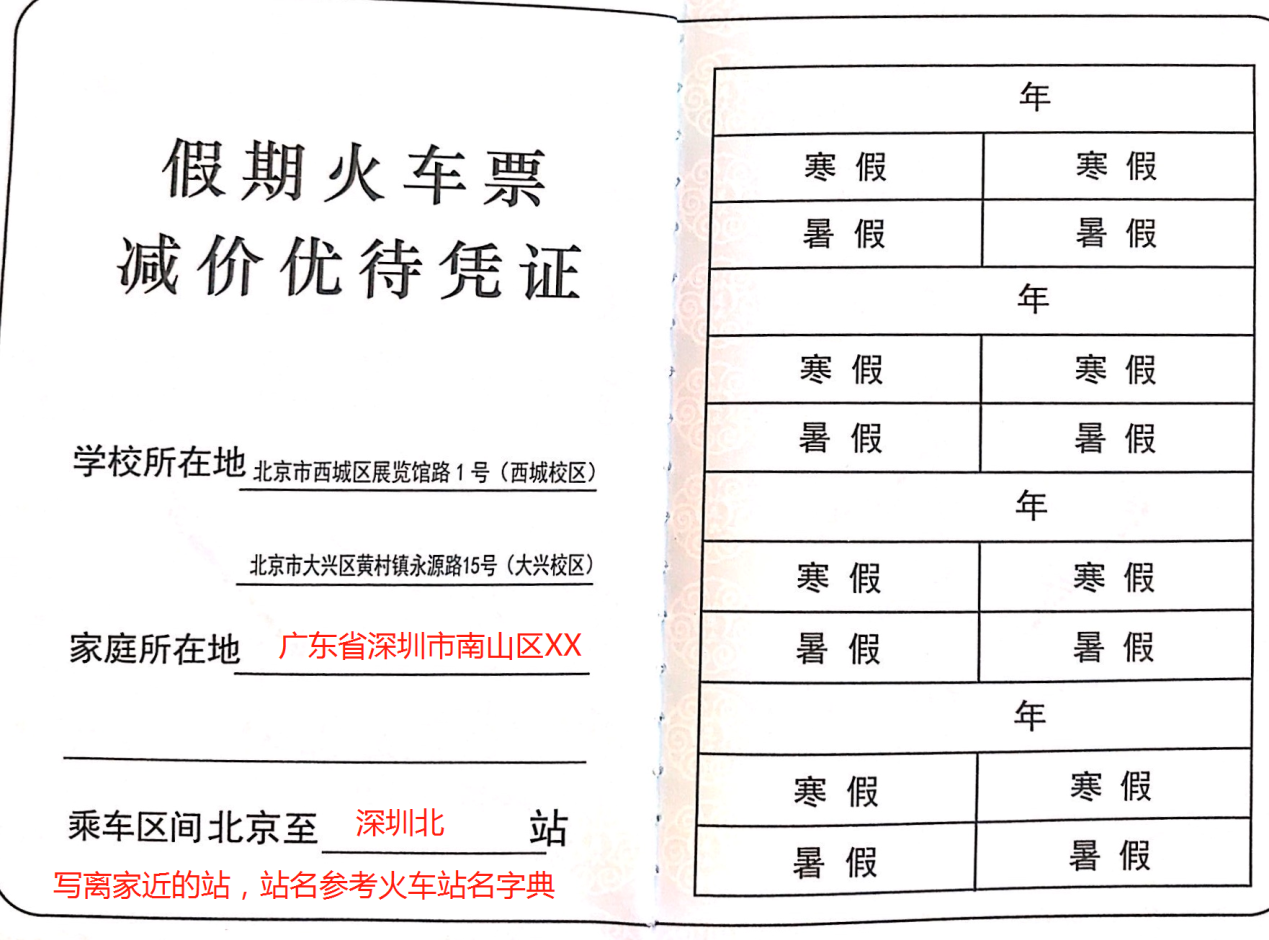 假期火车票
减价优待凭证
学校所在地 北京市西城区展览馆路1号（西城校区）
北京市大兴区黄村镇永源路15号（大兴校区）
家庭所在地 广东省深圳市南山区XX
乘车区间北京至 深圳北 站
写离家近的站，站名参考火车站名字典
年
寒假 寒假
暑假 暑假
年
寒假 寒假
暑假 暑假
年
寒假 寒假
暑假 暑假
年
寒假 寒假
暑假 暑假